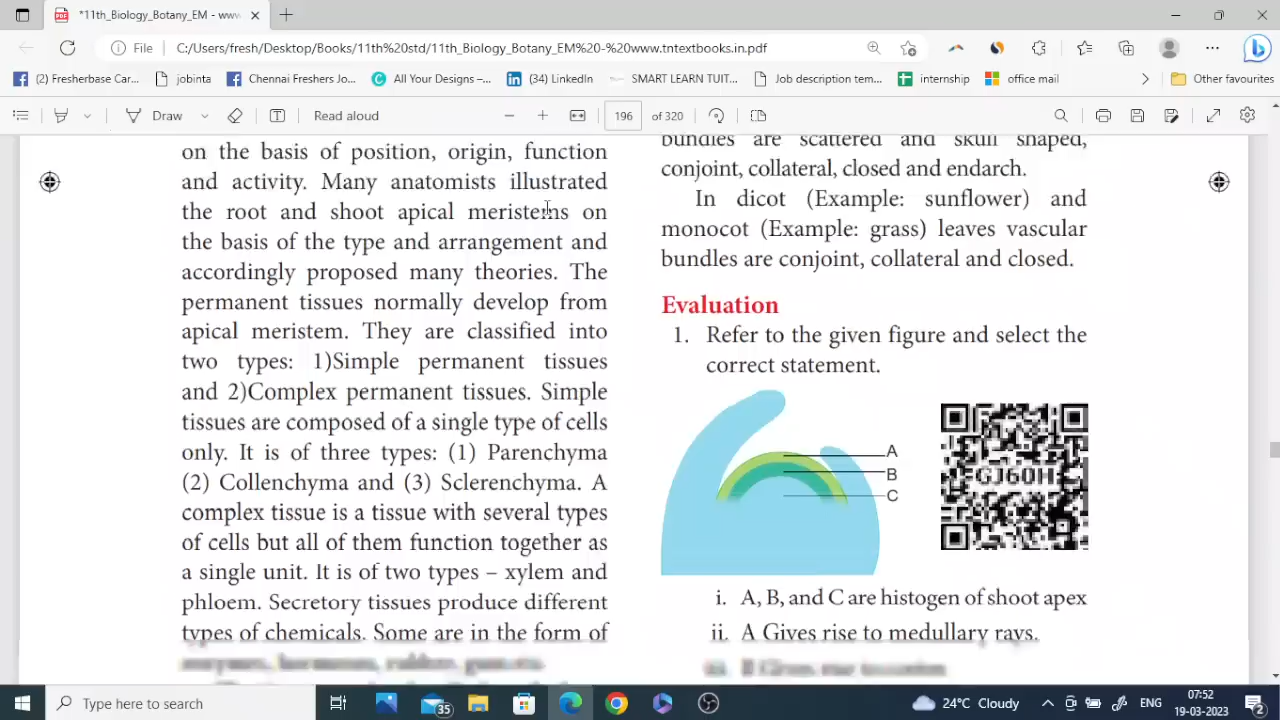 *11th_Biology_Botany_EM - www
File C:/Users/fresh/Desktop/Books/11th%20std/11th_Biology_Botany_EM%20-%20www.tntextbooks.in.pdf
(2) Fresherbase Car... jobinta Chennai Freshers Jo... All Your Designs –... (34) LinkedIn SMART LEARN TUIT... Job description tem... internship office mail Other favourites
Draw Read aloud 196 of 320
on the basis of position, origin, function
and activity. Many anatomists illustrated
the root and shoot apical meristems on
the basis of the type and arrangement and
accordingly proposed many theories. The
permanent tissues normally develop from
apical meristem. They are classified into
two types: 1)Simple permanent tissues
and 2)Complex permanent tissues. Simple
tissues are composed of a single type of cells
only. It is of three types: (1) Parenchyma
(2) Collenchyma and (3) Sclerenchyma. A
complex tissue is a tissue with several types
of cells but all of them function together as
a single unit. It is of two types – xylem and
phloem. Secretory tissues produce different
types of chemicals. Some are in the form of
bundles are scattered and skull shaped,
conjoint, collateral, closed and endarch.
In dicot (Example: sunflower) and
monocot (Example: grass) leaves vascular
bundles are conjoint, collateral and closed.
Evaluation
1. Refer to the given figure and select the
correct statement.
A
B
C
GJ60H
i. A, B, and C are histogen of shoot apex
ii. A Gives rise to medullary rays.
Type here to search
35
24°C Cloudy ENG
07:52
19-03-2023
2